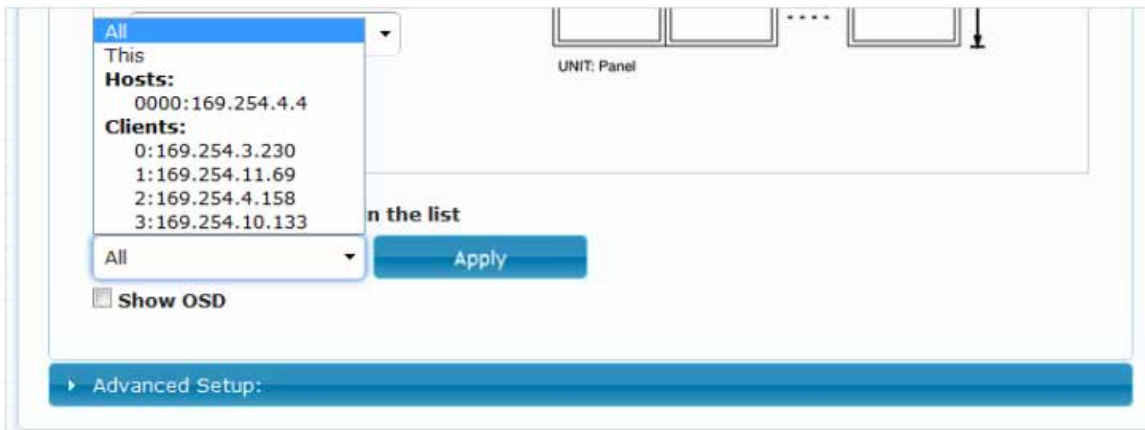 All
This
Hosts:
0000:169.254.4.4
Clients:
0:169.254.3.230
1:169.254.11.69
2:169.254.4.158
3:169.254.10.133
UNIT: Panel
n the list
All
Apply
Show OSD
Advanced Setup: